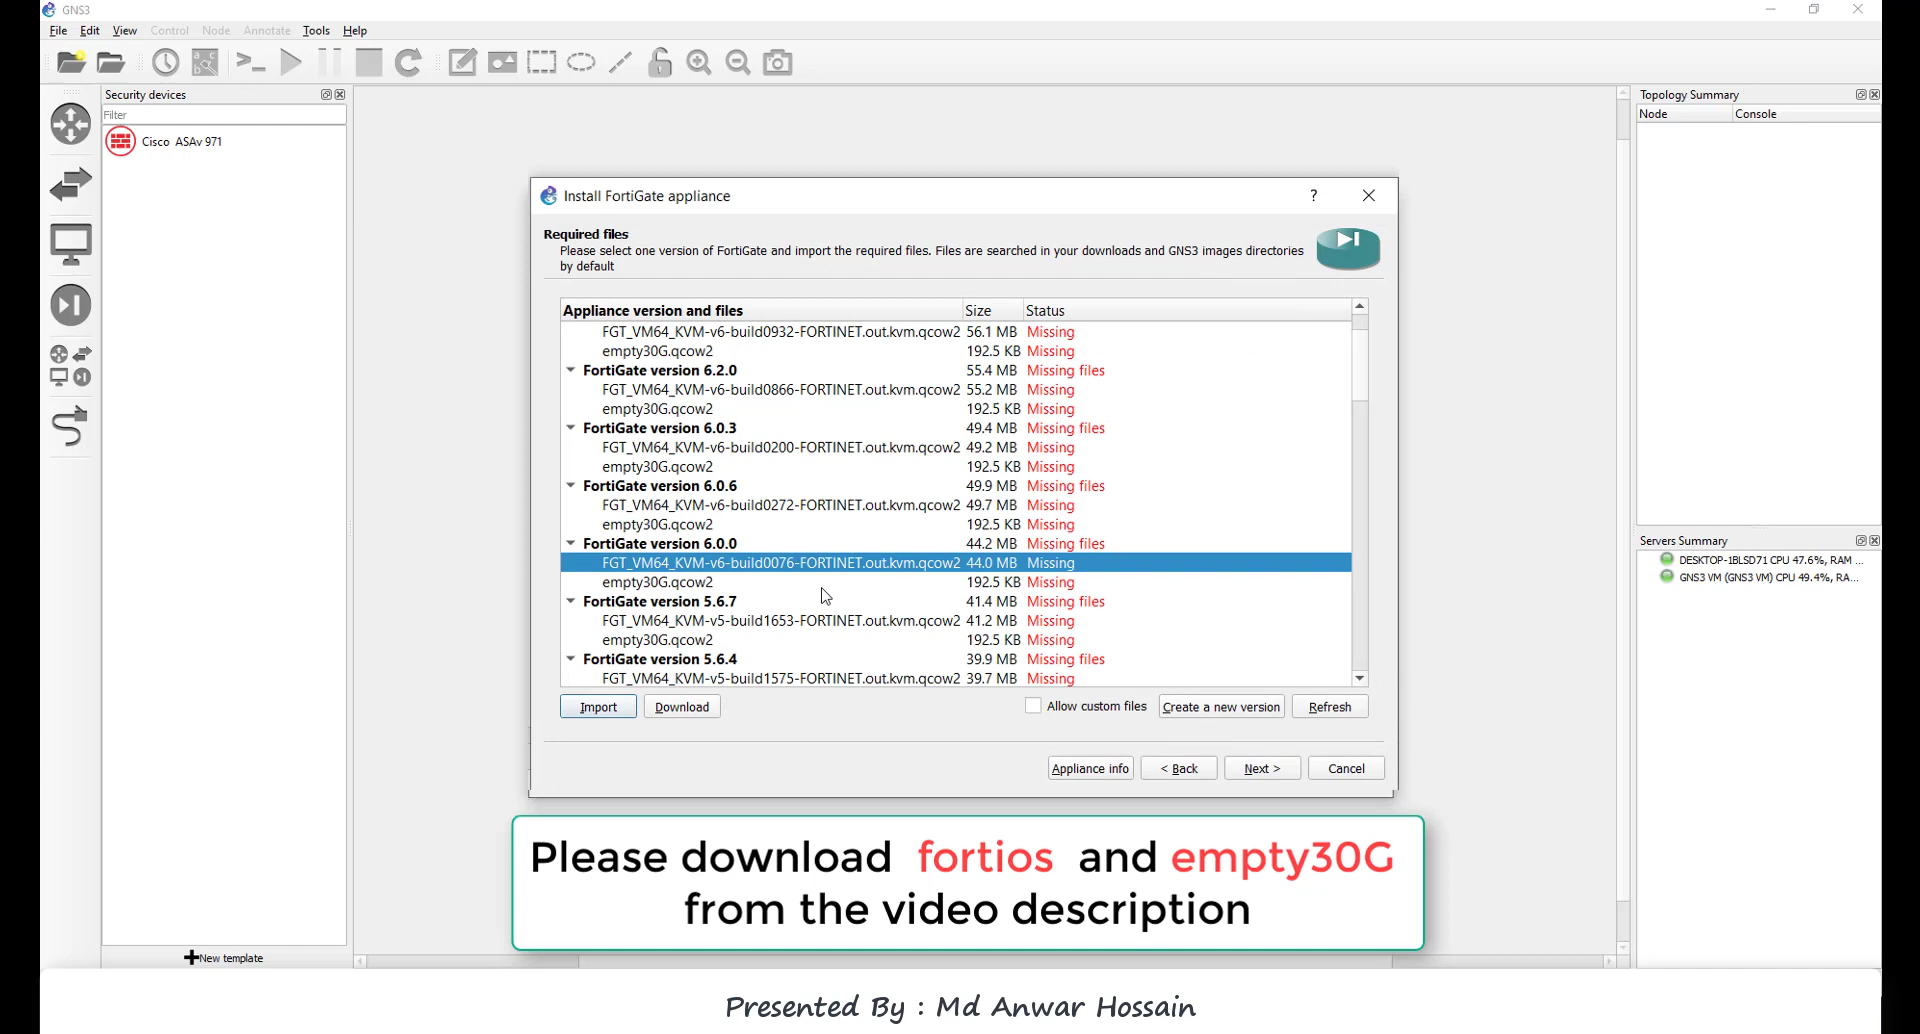 GNS3
File Edit View Control Node Annotate Tools Help
Security devices
Filter
Cisco ASAv 971
New template
Install FortiGate appliance
?
Required files
Please select one version of FortiGate and import the required files. Files are searched in your downloads and GNS3 images directories
by default
Appliance version and files Size Status
FGT_VM64_KVM-v6-build0932-FORTINET.out.kvm.qcow2 56.1 MB Missing
empty30G.qcow2 192.5 KB Missing
FortiGate version 6.2.0 55.4 MB Missing files
FGT_VM64_KVM-v6-build0866-FORTINET.out.kvm.qcow2 55.2 MB Missing
empty30G.qcow2 192.5 KB Missing
FortiGate version 6.0.3 49.4 MB Missing files
FGT_VM64_KVM-v6-build0200-FORTINET.out.kvm.qcow2 49.2 MB Missing
empty30G.qcow2 192.5 KB Missing
FortiGate version 6.0.6 49.9 MB Missing files
FGT_VM64_KVM-v6-build0272-FORTINET.out.kvm.qcow2 49.7 MB Missing
empty30G.qcow2 192.5 KB Missing
FortiGate version 6.0.0 44.2 MB Missing files
FGT_VM64_KVM-v6-build0076-FORTINET.out.kvm.qcow2 44.0 MB Missing
empty30G.qcow2 192.5 KB Missing
FortiGate version 5.6.7 41.4 MB Missing files
FGT_VM64_KVM-v5-build1653-FORTINET.out.kvm.qcow2 41.2 MB Missing
empty30G.qcow2 192.5 KB Missing
FortiGate version 5.6.4 39.9 MB Missing files
FGT_VM64_KVM-v5-build1575-FORTINET.out.kvm.qcow2 39.7 MB Missing
Import Download Allow custom files Create a new version Refresh
Appliance info < Back Next > Cancel
Topology Summary
Node Console
Servers Summary
DESKTOP-1BLSD71 CPU 47.6%, RAM ...
GNS3 VM (GNS3 VM) CPU 49.4%, RA...
Please download fortios and empty30G
from the video description
Presented By : Md Anwar Hossain